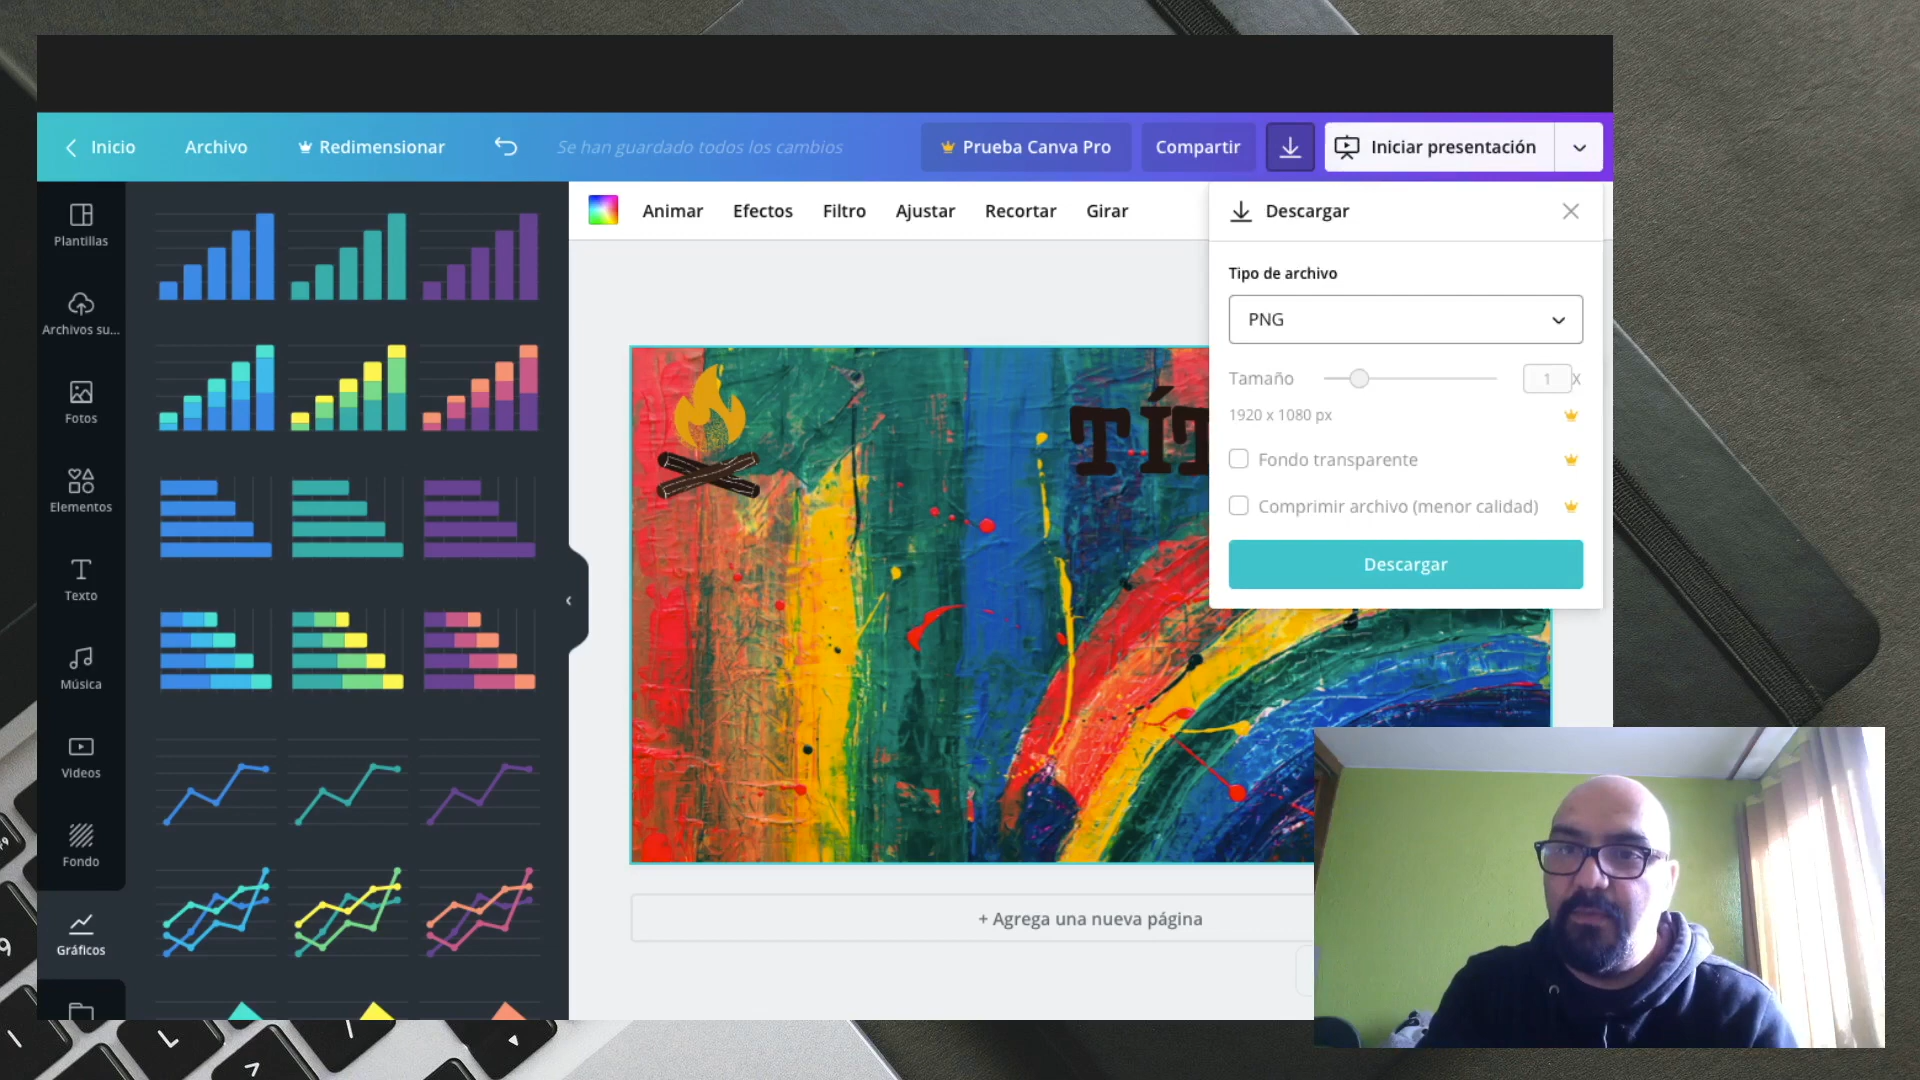 Inicio
Archivo
Redimensionar
Se han guardado todos los cambios
Prueba Canva Pro
Compartir
Iniciar presentación
Plantillas
Archivos su...
Fotos
Elementos
Texto
Música
Videos
Fondo
Gráficos
Animar
Efectos
Filtro
Ajustar
Recortar
Girar
Descargar
Tipo de archivo
PNG
Tamaño
1 X
1920 x 1080 px
Fondo transparente
Comprimir archivo (menor calidad)
Descargar
TÍT
+ Agrega una nueva página
9
L
7